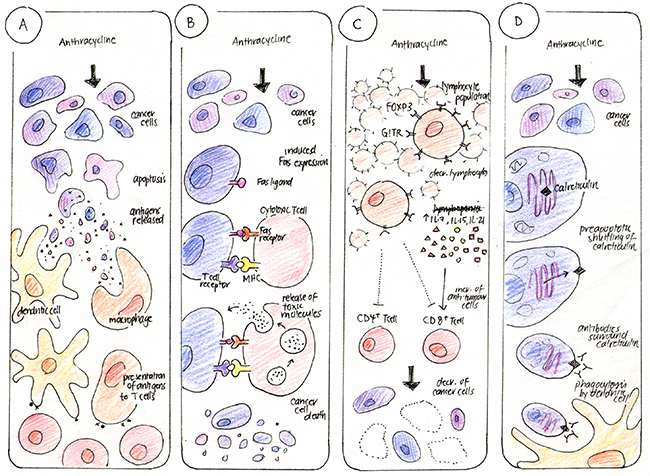 A
Anthracycline
cancer
cells
apoptosis
antigens
released
dendritic cell
macrophage
presentation
of antigens
to T cells
B
Anthracycline
cancer
cells
induced
Fas expression
Fas ligand
cytotoxic T cell
Fas
receptor
T cell
receptor
MHC
release of
toxic
molecules
cancer
cell
death
C
Anthracycline
lymphocyte
population
FOXP3
GITR
decr. lymphocyte
lymphopenia
↑ IL-7, IL-15, IL-21
incr. of
antitumour
cells
CD4+ T cell
CD8+ T cell
decr. of
cancer cells
D
Anthracycline
cancer
cells
calreticulin
preapoptotic
shuttling of
calreticulin
antibodies
surround
calreticulin
phagocytosis
by dendritic
cell